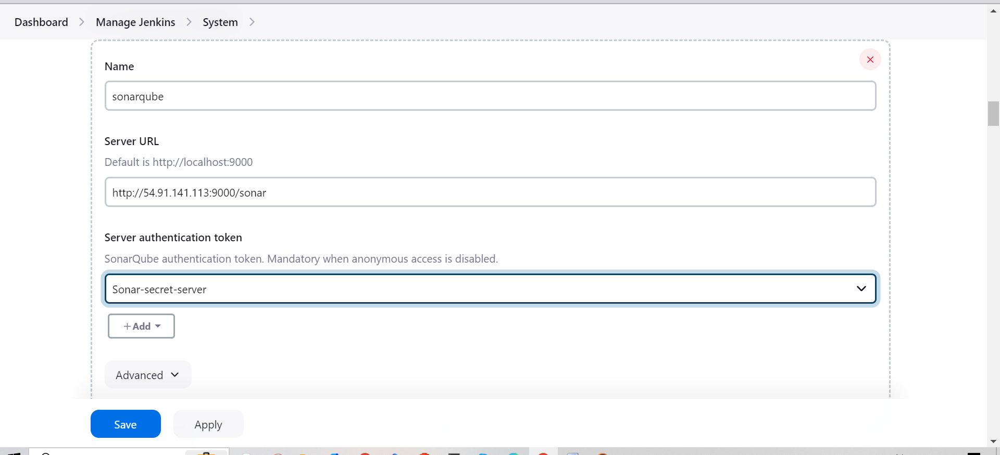 Dashboard > Manage Jenkins > System >
Name
sonarqube
Server URL
Default is http://localhost:9000
http://54.91.141.113:9000/sonar
Server authentication token
SonarQube authentication token. Mandatory when anonymous access is disabled.
Sonar-secret-server
+ Add
Advanced
Save Apply